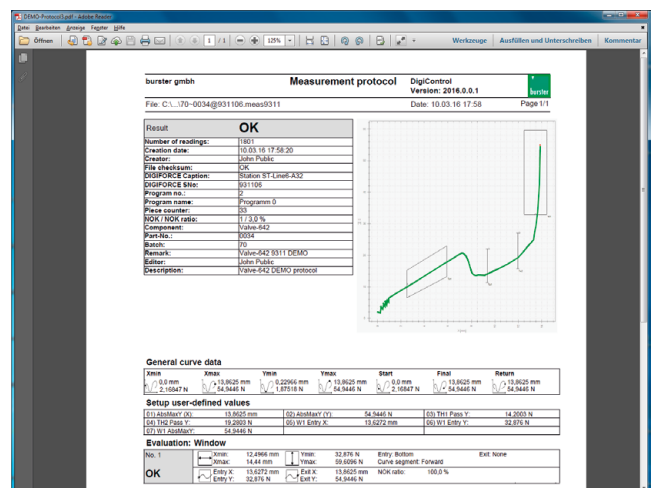 DEMO-Protocol3.pdf - Adobe Reader
Datei Bearbeiten Anzeige Fenster Hilfe
Öffnen 1 / 1 125% Werkzeuge Ausfüllen und Unterschreiben Kommentar
burster gmbh Measurement protocol DigiControl
Version: 2016.0.0.1
burster
File: C:\...\70~0034@931106.meas9311 Date: 10.03.16 17:58 Page 1/1
Result OK
Number of readings: 1801
Creation date: 10.03.16 17:58:20
Creator: John Public
File checksum: OK
DIGIFORCE Caption: Station ST-Line6-A32
DIGIFORCE SNo: 931106
Program no.: 2
Program name: Programm 0
Piece counter: 33
NOK / NOK ratio: 1 / 3,0 %
Component: Valve-642
Part-No.: 0034
Batch: 70
Remark: Valve-642 9311 DEMO
Editor: John Public
Description: Valve-642 DEMO protocol
General curve data
Xmin Xmax Ymin Ymax Start Final Return
0,0 mm 13,8625 mm 0,22966 mm 13,8625 mm 0,0 mm 13,8625 mm 13,8625 mm
2,16847 N 54,9446 N 1,87518 N 54,9446 N 2,16847 N 54,9446 N 54,9446 N
Setup user-defined values
01) AbsMaxY (X): 13,8625 mm 02) AbsMaxY (Y): 54,9446 N 03) TH1 Pass Y: 14,2003 N
04) TH2 Pass Y: 19,2803 N 05) W1 Entry X: 13,6272 mm 06) W1 Entry Y: 32,876 N
07) W1 AbsMaxY: 54,9446 N
Evaluation: Window
No. 1 Xmin: 12,4966 mm Ymin: 32,876 N Entry: Bottom Exit: None
Xmax: 14,44 mm Ymax: 59,6096 N Curve segment: Forward
OK Entry X: 13,6272 mm Exit X: 13,8625 mm NOK ratio: 100,0 %
Entry Y: 32,876 N Exit Y: 54,9446 N